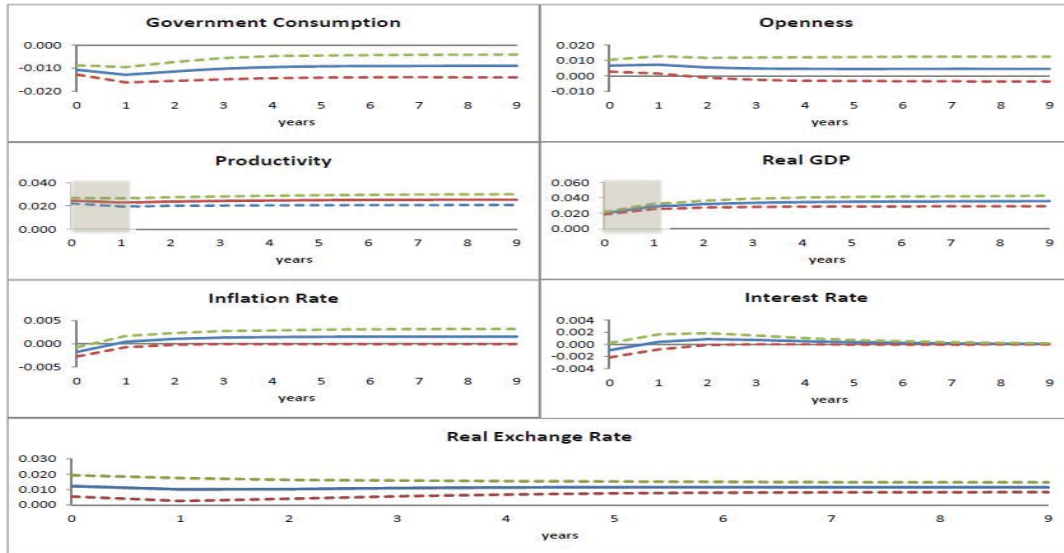 Government Consumption
0.000
-0.010
-0.020
0 1 2 3 4 5 6 7 8 9
years
Openness
0.020
0.010
0.000
-0.010
0 1 2 3 4 5 6 7 8 9
years
Productivity
0.040
0.020
0.000
0 1 2 3 4 5 6 7 8 9
years
Real GDP
0.060
0.040
0.020
0.000
0 1 2 3 4 5 6 7 8 9
years
Inflation Rate
0.005
0.000
-0.005
0 1 2 3 4 5 6 7 8 9
years
Interest Rate
0.004
0.002
0.000
-0.002
-0.004
0 1 2 3 4 5 6 7 8 9
years
Real Exchange Rate
0.030
0.020
0.010
0.000
0 1 2 3 4 5 6 7 8 9
years